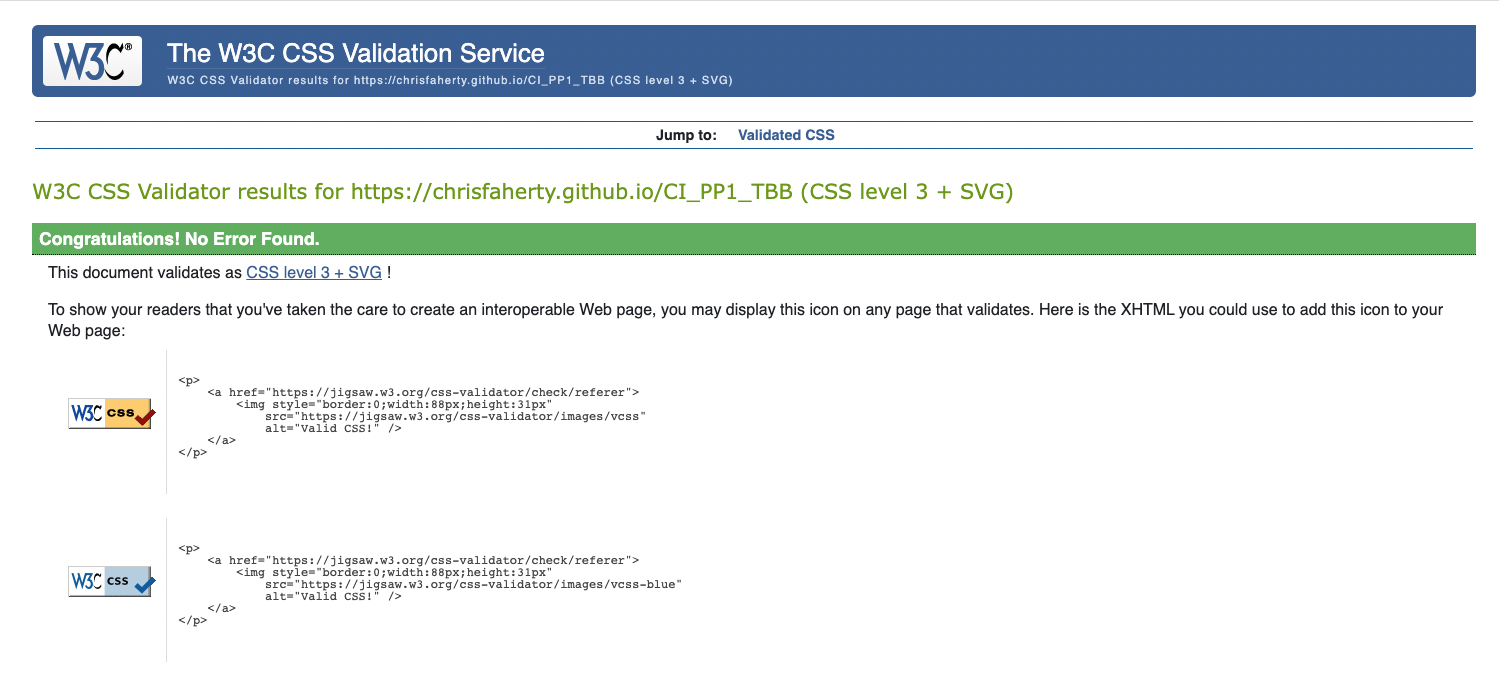 W3C®
The W3C CSS Validation Service
W3C CSS Validator results for https://chrisfaherty.github.io/CI_PP1_TBB (CSS level 3 + SVG)
Jump to: Validated CSS
W3C CSS Validator results for https://chrisfaherty.github.io/CI_PP1_TBB (CSS level 3 + SVG)
Congratulations! No Error Found.
This document validates as CSS level 3 + SVG !
To show your readers that you've taken the care to create an interoperable Web page, you may display this icon on any page that validates. Here is the XHTML you could use to add this icon to your
Web page:
W3C css
<p>
    <a href="https://jigsaw.w3.org/css-validator/check/referer">
        <img style="border:0;width:88px;height:31px"
            src="https://jigsaw.w3.org/css-validator/images/vcss"
            alt="Valid CSS!" />
    </a>
</p>
W3C css
<p>
    <a href="https://jigsaw.w3.org/css-validator/check/referer">
        <img style="border:0;width:88px;height:31px"
            src="https://jigsaw.w3.org/css-validator/images/vcss-blue"
            alt="Valid CSS!" />
    </a>
</p>